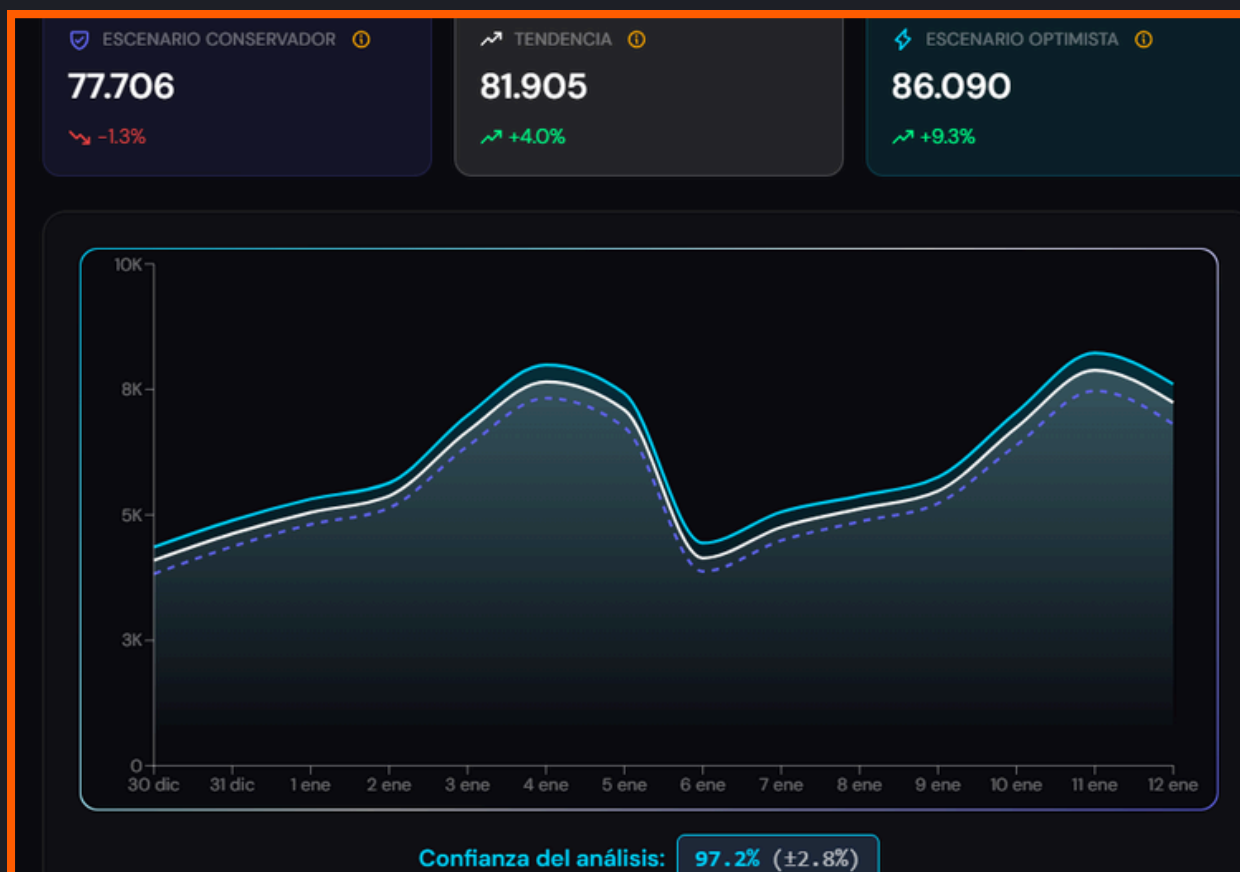 ESCENARIO CONSERVADOR
77.706
-1.3%
TENDENCIA
81.905
+4.0%
ESCENARIO OPTIMISTA
86.090
+9.3%
10K
8K
5K
3K
0
30 dic 31 dic 1 ene 2 ene 3 ene 4 ene 5 ene 6 ene 7 ene 8 ene 9 ene 10 ene 11 ene 12 ene
Confianza del análisis: 97.2% (±2.8%)